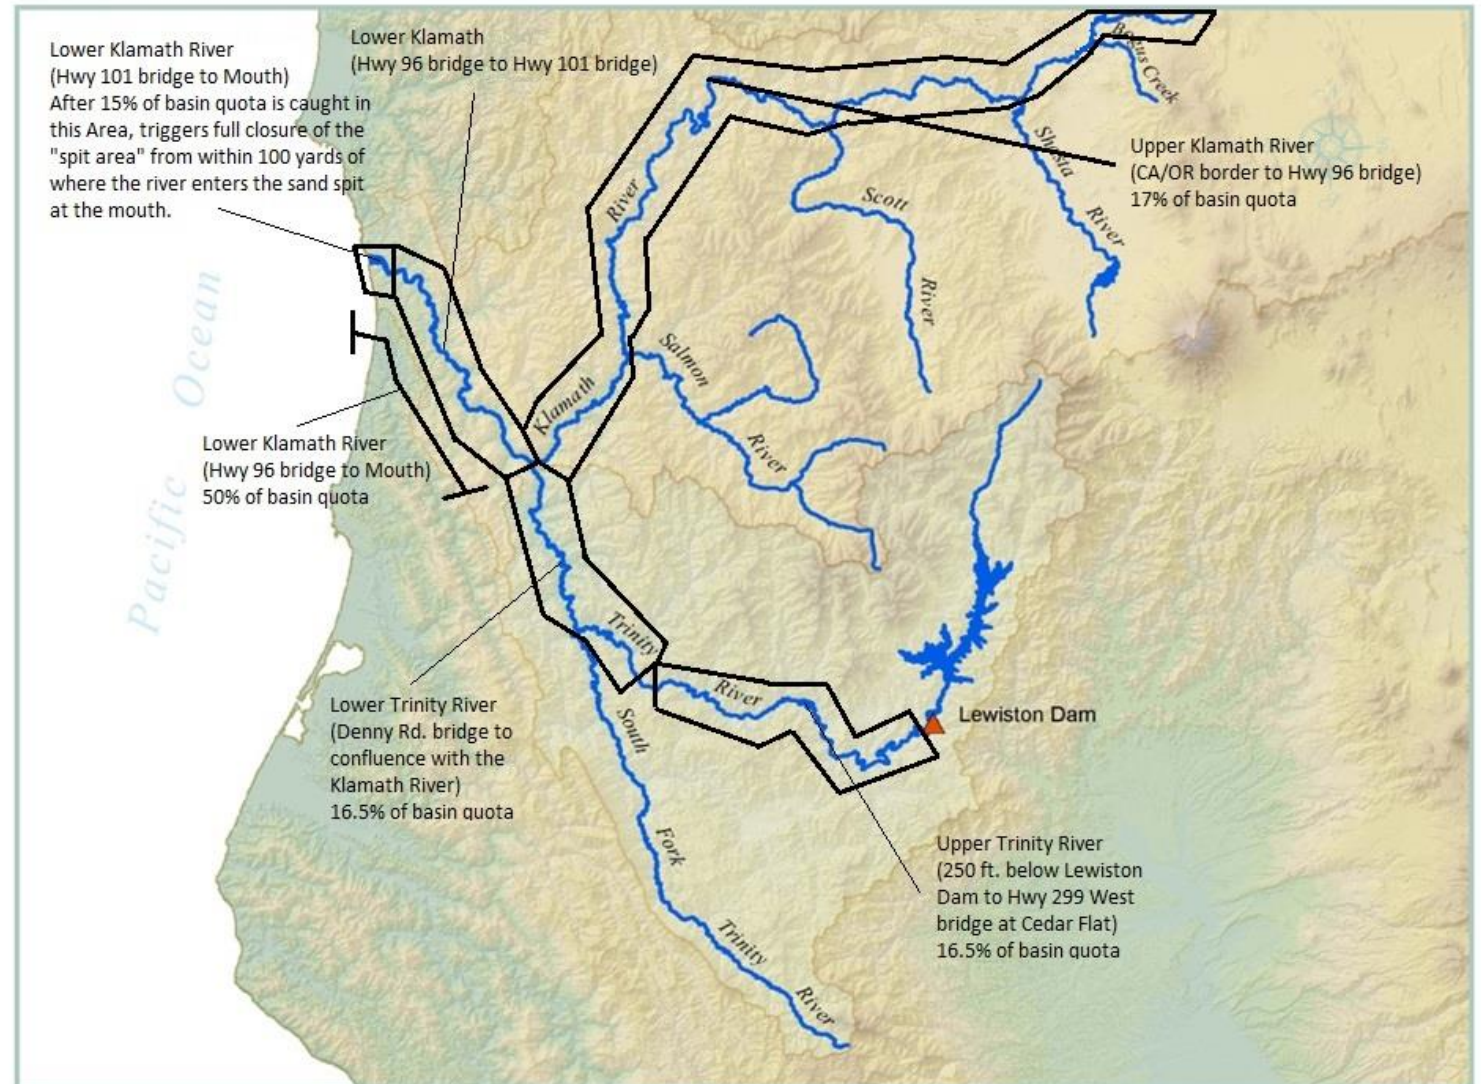 Lower Klamath River
(Hwy 101 bridge to Mouth)
After 15% of basin quota is caught in
this Area, triggers full closure of the
"spit area" from within 100 yards of
where the river enters the sand spit
at the mouth.
Lower Klamath
(Hwy 96 bridge to Hwy 101 bridge)
Bogus Creek
Upper Klamath River
(CA/OR border to Hwy 96 bridge)
17% of basin quota
Shasta
River
Scott
River
River
Klamath
Salmon
River
Pacific Ocean
Lower Klamath River
(Hwy 96 bridge to Mouth)
50% of basin quota
Trinity
River
Lewiston Dam
Lower Trinity River
(Denny Rd. bridge to
confluence with the
Klamath River)
16.5% of basin quota
South
Fork
Trinity
River
Upper Trinity River
(250 ft. below Lewiston
Dam to Hwy 299 West
bridge at Cedar Flat)
16.5% of basin quota